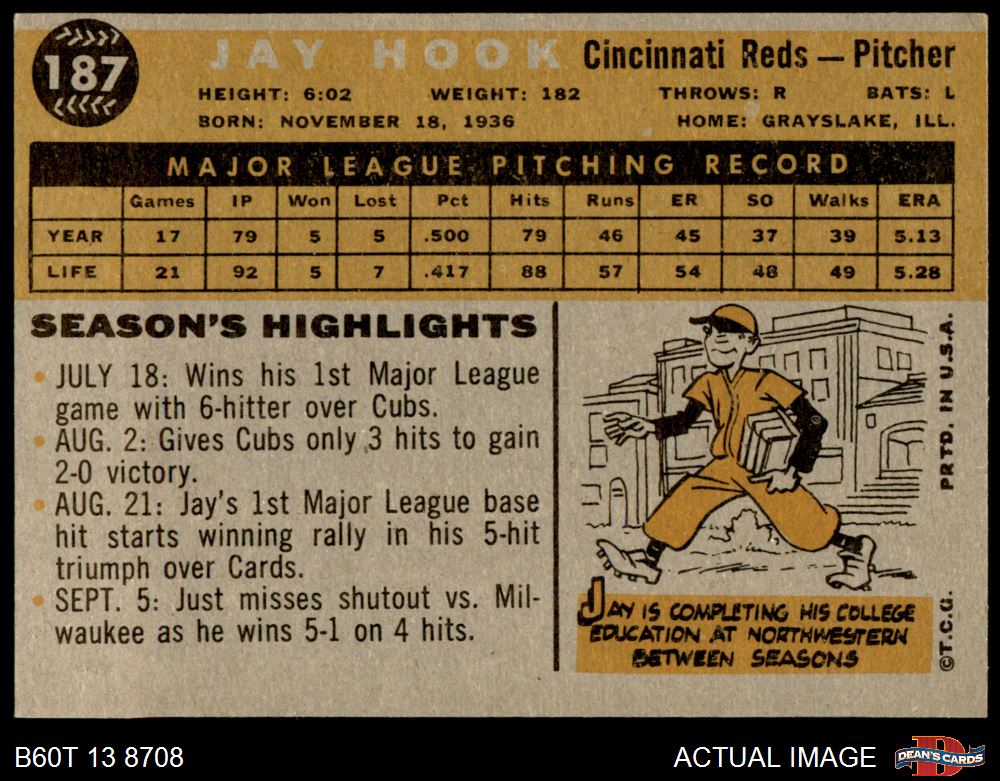 187
JAY HOOK Cincinnati Reds — Pitcher
HEIGHT: 6:02 WEIGHT: 182 THROWS: R BATS: L
BORN: NOVEMBER 18, 1936 HOME: GRAYSLAKE, ILL.
MAJOR LEAGUE PITCHING RECORD
Games IP Won Lost Pct Hits Runs ER SO Walks ERA
YEAR 17 79 5 5 .500 79 46 45 37 39 5.13
LIFE 21 92 5 7 .417 88 57 54 48 49 5.28
SEASON'S HIGHLIGHTS
• JULY 18: Wins his 1st Major League
game with 6-hitter over Cubs.
• AUG. 2: Gives Cubs only 3 hits to gain
2-0 victory.
• AUG. 21: Jay's 1st Major League base
hit starts winning rally in his 5-hit
triumph over Cards.
• SEPT. 5: Just misses shutout vs. Mil-
waukee as he wins 5-1 on 4 hits.
JAY IS COMPLETING HIS COLLEGE
EDUCATION AT NORTHWESTERN
BETWEEN SEASONS
©T.C.G. PRTD. IN U.S.A.
B60T 13 8708
ACTUAL IMAGE
DEAN'S CARDS